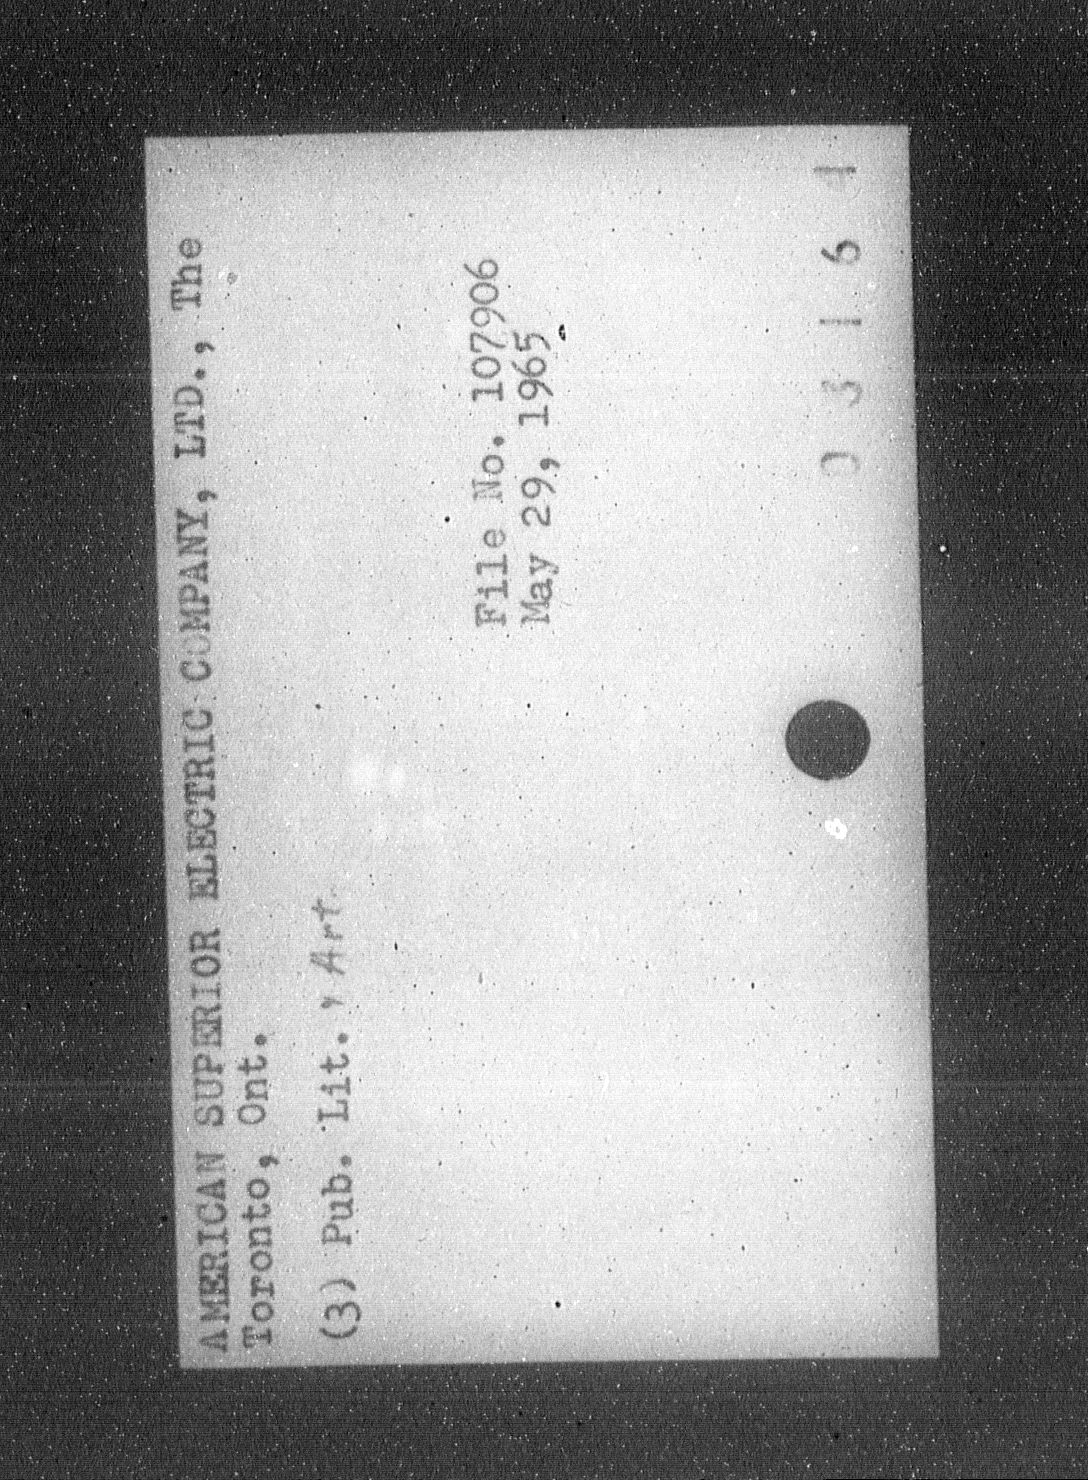 AMERICAN SUPERIOR ELECTRIC COMPANY, LTD., The
Toronto, Ont.
(3) Pub. Lit. , Art.
File No. 107906
May 29, 1965
03164